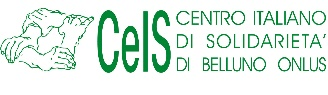 CeIS
CENTRO ITALIANO
DI SOLIDARIETA'
DI BELLUNO ONLUS